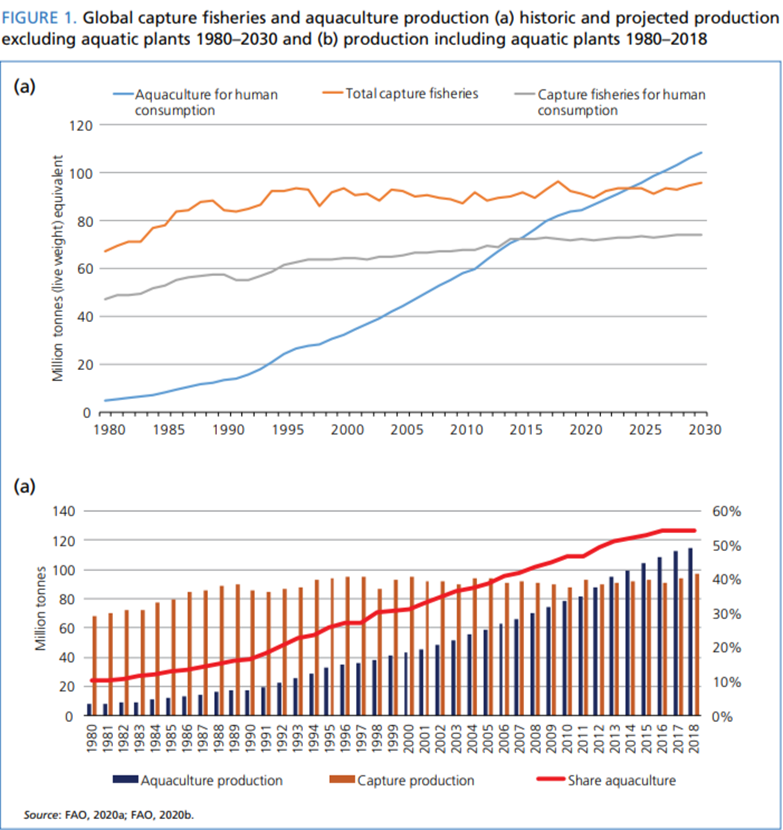 FIGURE 1. Global capture fisheries and aquaculture production (a) historic and projected production
excluding aquatic plants 1980–2030 and (b) production including aquatic plants 1980–2018
(a)
Aquaculture for human
consumption
Total capture fisheries
Capture fisheries for human
consumption
Million tonnes (live weight) equivalent
120
100
80
60
40
20
0
1980 1985 1990 1995 2000 2005 2010 2015 2020 2025 2030
(a)
Million tonnes
140 60%
120 50%
100 40%
80 30%
60 20%
40 10%
20 0%
0
1980 1981 1982 1983 1984 1985 1986 1987 1988 1989 1990 1991 1992 1993 1994 1995 1996 1997 1998 1999 2000 2001 2002 2003 2004 2005 2006 2007 2008 2009 2010 2011 2012 2013 2014 2015 2016 2017 2018
Aquaculture production Capture production Share aquaculture
Source: FAO, 2020a; FAO, 2020b.